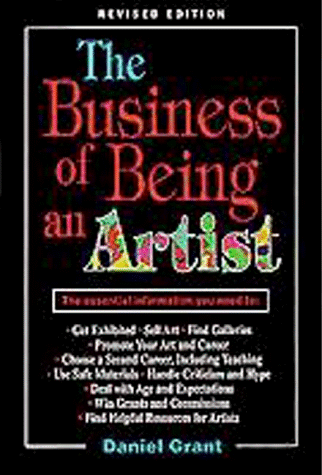 REVISED EDITION
The
Business
of Being
an Artist
The essential information you need to:
• Get Exhibited • Sell Art • Find Galleries
• Promote Your Art and Career
• Choose a Second Career, Including Teaching
• Use Safe Materials • Handle Criticism and Hype
• Deal with Age and Expectations
• Win Grants and Commissions
• Find Helpful Resources for Artists
Daniel Grant